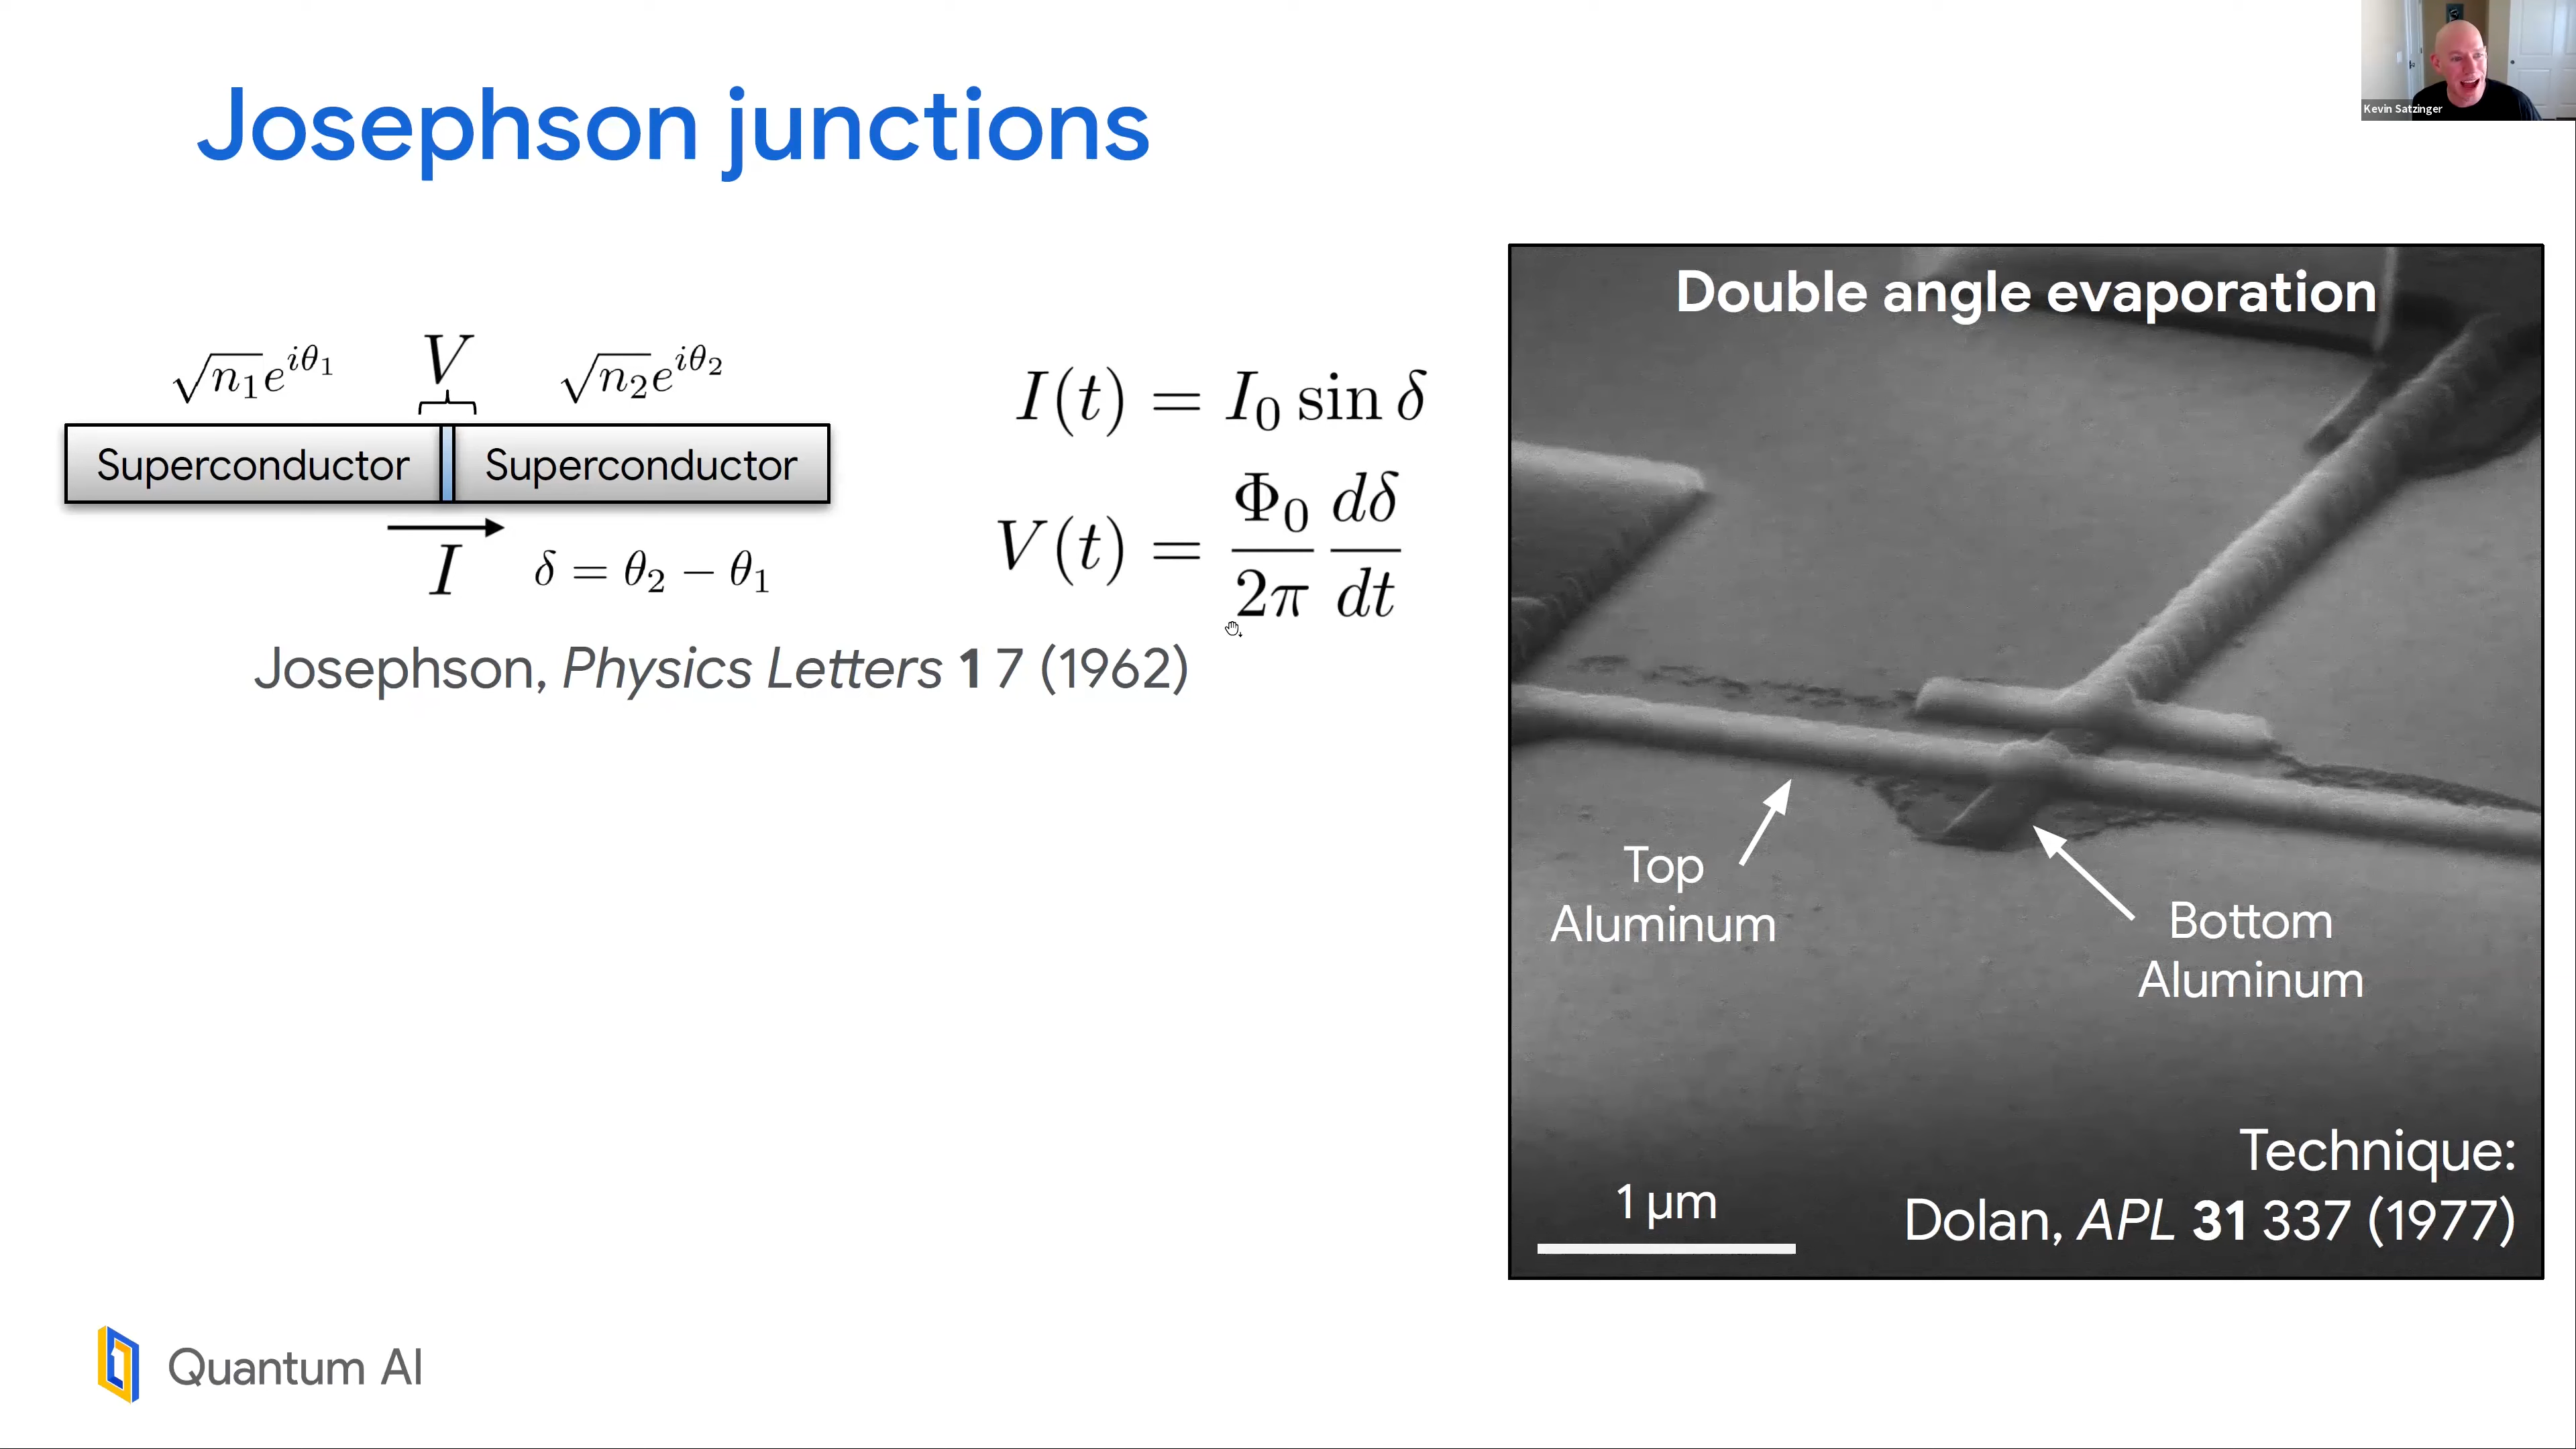 Josephson junctions
Kevin Satzinger
√n₁e^{iθ₁}
V
√n₂e^{iθ₂}
Superconductor
Superconductor
I
δ = θ₂ − θ₁
I(t) = I₀ sin δ
V(t) = Φ₀/2π dδ/dt
Josephson, Physics Letters 1 7 (1962)
Double angle evaporation
Top
Aluminum
Bottom
Aluminum
1 µm
Technique:
Dolan, APL 31 337 (1977)
Quantum AI